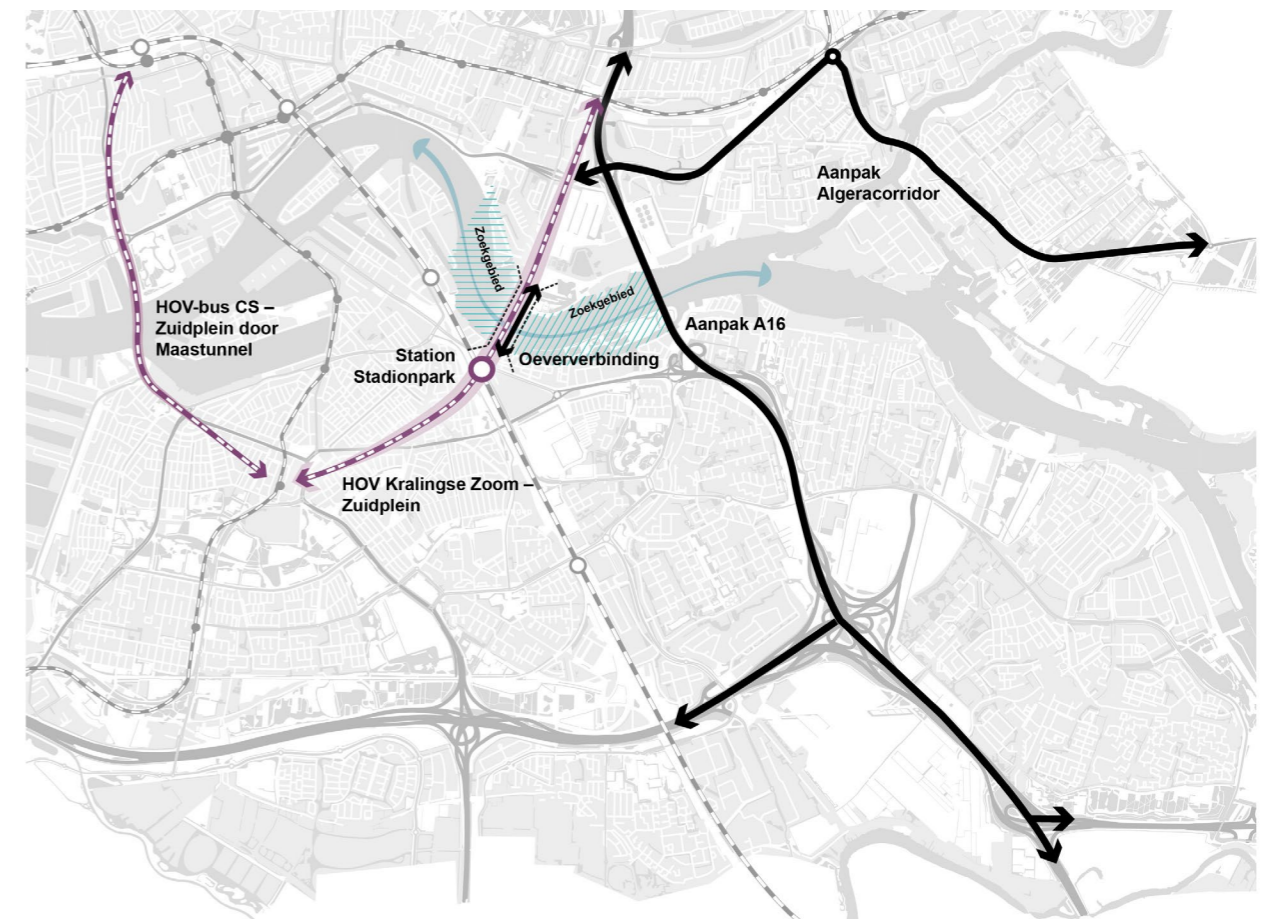 Aanpak
Algeracorridor
Zoekgebied
Zoekgebied
HOV-bus CS –
Zuidplein door
Maastunnel
Aanpak A16
Station
Stadionpark
Oeververbinding
HOV Kralingse Zoom –
Zuidplein